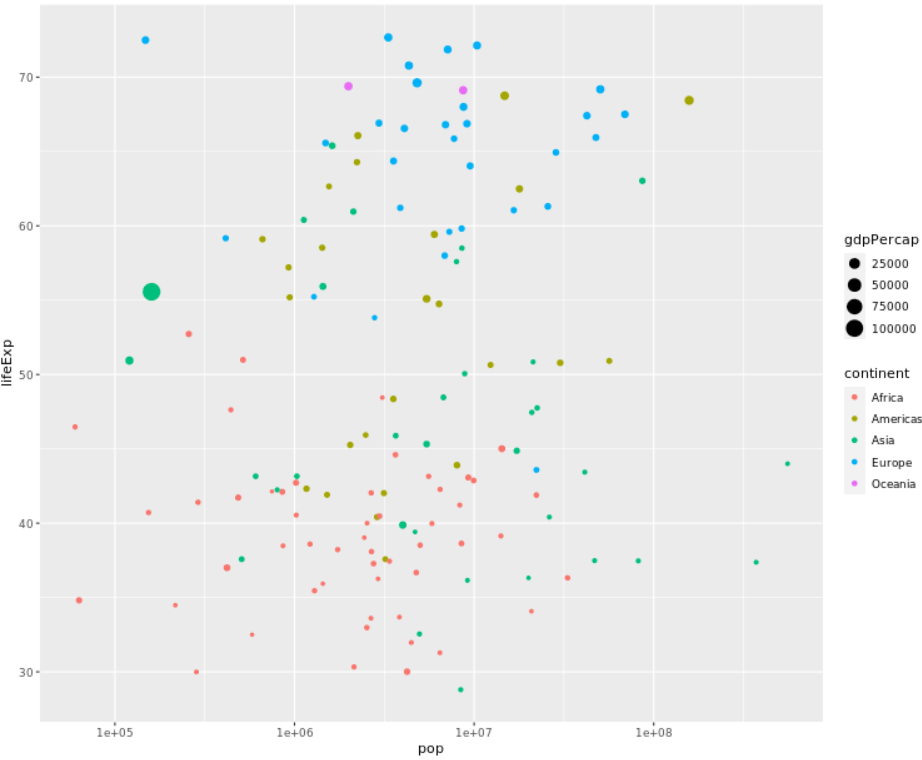 70
60
50
40
30
lifeExp
1e+05 1e+06 1e+07 1e+08
pop
gdpPercap
25000
50000
75000
100000
continent
Africa
Americas
Asia
Europe
Oceania